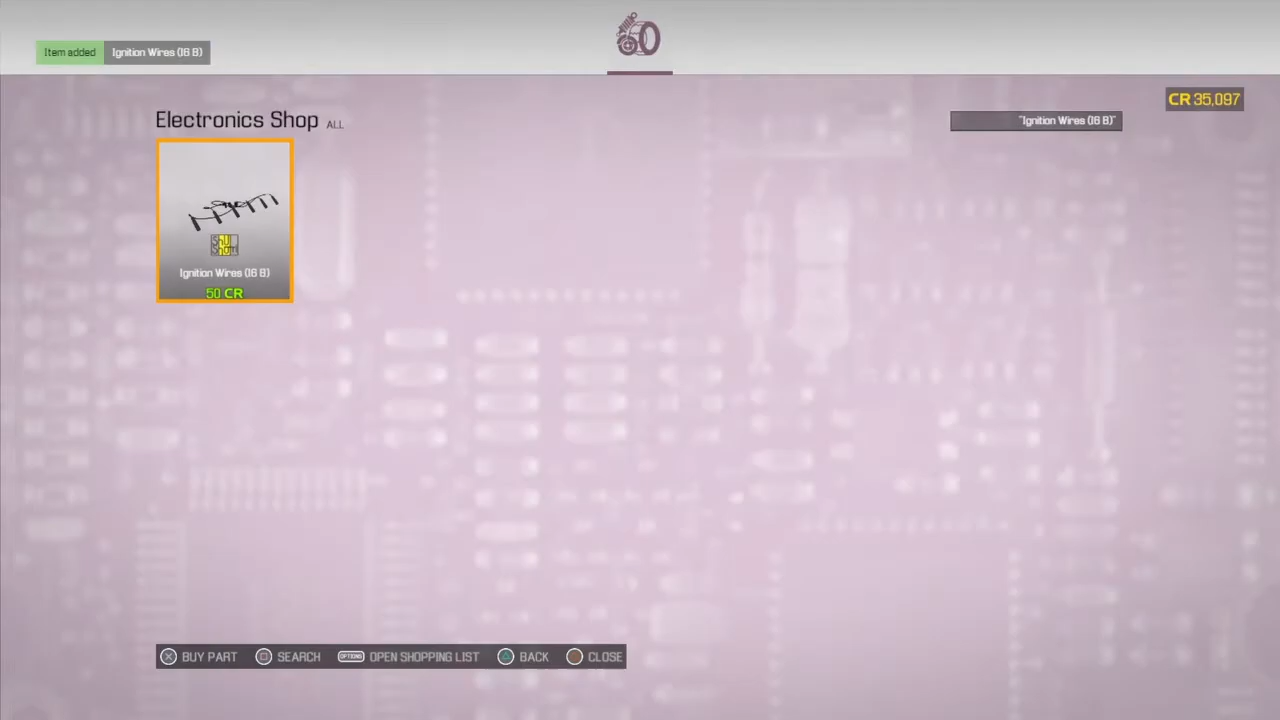 Item added Ignition Wires (I6 B)
CR 35,097
Electronics Shop ALL
"Ignition Wires (I6 B)"
Ignition Wires (I6 B)
50 CR
BUY PART SEARCH OPTIONS OPEN SHOPPING LIST BACK CLOSE